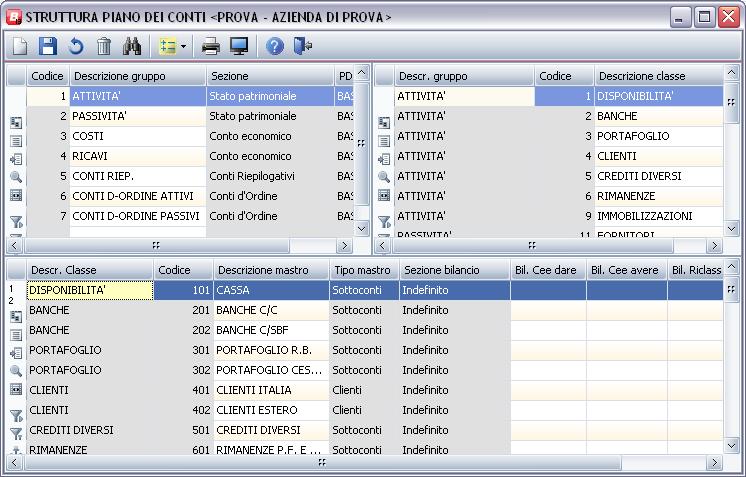 STRUTTURA PIANO DEI CONTI <PROVA - AZIENDA DI PROVA>
Codice Descrizione gruppo Sezione PD
1 ATTIVITA' Stato patrimoniale BAS
2 PASSIVITA' Stato patrimoniale BAS
3 COSTI Conto economico BAS
4 RICAVI Conto economico BAS
5 CONTI RIEP. Conti Riepilogativi BAS
6 CONTI D-ORDINE ATTIVI Conti d'Ordine BAS
7 CONTI D-ORDINE PASSIVI Conti d'Ordine BAS
Descr. gruppo Codice Descrizione classe
ATTIVITA' 1 DISPONIBILITA'
ATTIVITA' 2 BANCHE
ATTIVITA' 3 PORTAFOGLIO
ATTIVITA' 4 CLIENTI
ATTIVITA' 5 CREDITI DIVERSI
ATTIVITA' 6 RIMANENZE
ATTIVITA' 9 IMMOBILIZZAZIONI
PASSIVITA' 11 FORNITORI
Descr. Classe Codice Descrizione mastro Tipo mastro Sezione bilancio Bil. Cee dare Bil. Cee avere Bil. Riclass
1
2
DISPONIBILITA' 101 CASSA Sottoconti Indefinito
BANCHE 201 BANCHE C/C Sottoconti Indefinito
BANCHE 202 BANCHE C/SBF Sottoconti Indefinito
PORTAFOGLIO 301 PORTAFOGLIO R.B. Sottoconti Indefinito
PORTAFOGLIO 302 PORTAFOGLIO CES... Sottoconti Indefinito
CLIENTI 401 CLIENTI ITALIA Clienti Indefinito
CLIENTI 402 CLIENTI ESTERO Clienti Indefinito
CREDITI DIVERSI 501 CREDITI DIVERSI Sottoconti Indefinito
RIMANENZE 601 RIMANENZE P.F. E ... Sottoconti Indefinito